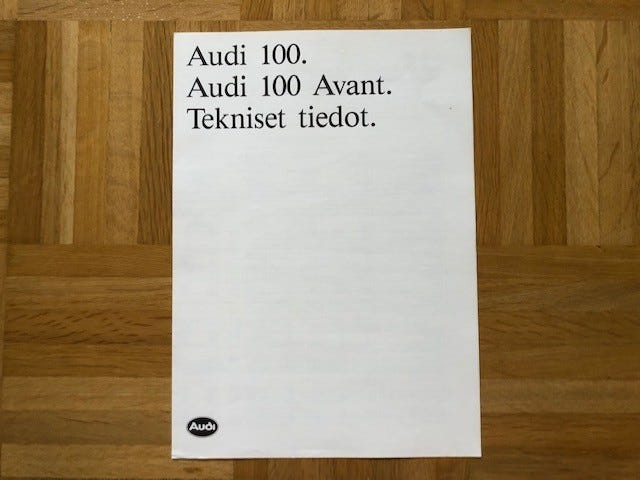 Audi 100.
Audi 100 Avant.
Tekniset tiedot.
Audi